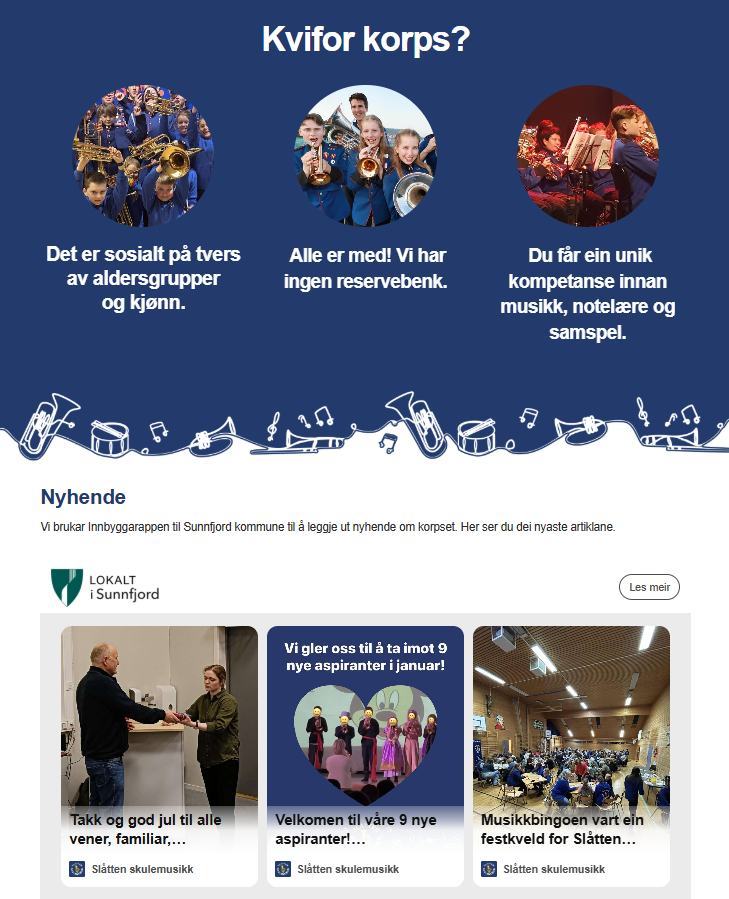 Kvifor korps?
Det er sosialt på tvers
av aldersgrupper
og kjønn.
Alle er med! Vi har
ingen reservebenk.
Du får ein unik
kompetanse innan
musikk, notelære og
samspel.
Nyhende
Vi brukar Innbyggarappen til Sunnfjord kommune til å leggje ut nyhende om korpset. Her ser du dei nyaste artiklane.
LOKALT
i Sunnfjord
Les meir
Takk og god jul til alle
vener, familiar,...
Slåtten skulemusikk
Vi gler oss til å ta imot 9
nye aspiranter i januar!
Velkomen til våre 9 nye
aspiranter!...
Slåtten skulemusikk
Musikkbingoen vart ein
festkveld for Slåtten...
Slåtten skulemusikk